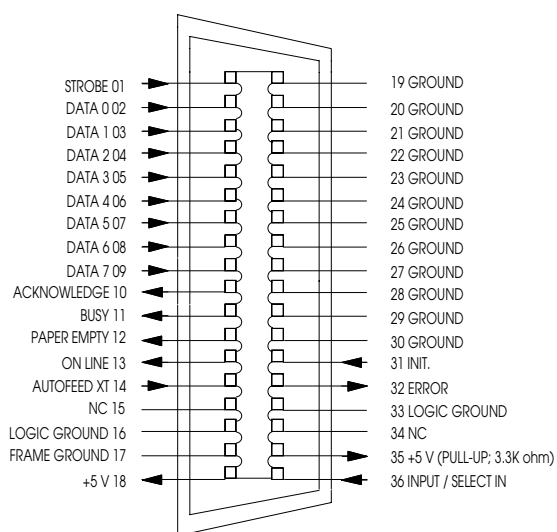 STROBE 01
DATA 0 02
DATA 1 03
DATA 2 04
DATA 3 05
DATA 4 06
DATA 5 07
DATA 6 08
DATA 7 09
ACKNOWLEDGE 10
BUSY 11
PAPER EMPTY 12
ON LINE 13
AUTOFEED XT 14
NC 15
LOGIC GROUND 16
FRAME GROUND 17
+5 V 18
19 GROUND
20 GROUND
21 GROUND
22 GROUND
23 GROUND
24 GROUND
25 GROUND
26 GROUND
27 GROUND
28 GROUND
29 GROUND
30 GROUND
31 INIT.
32 ERROR
33 LOGIC GROUND
34 NC
35 +5 V (PULL-UP; 3.3K ohm)
36 INPUT / SELECT IN